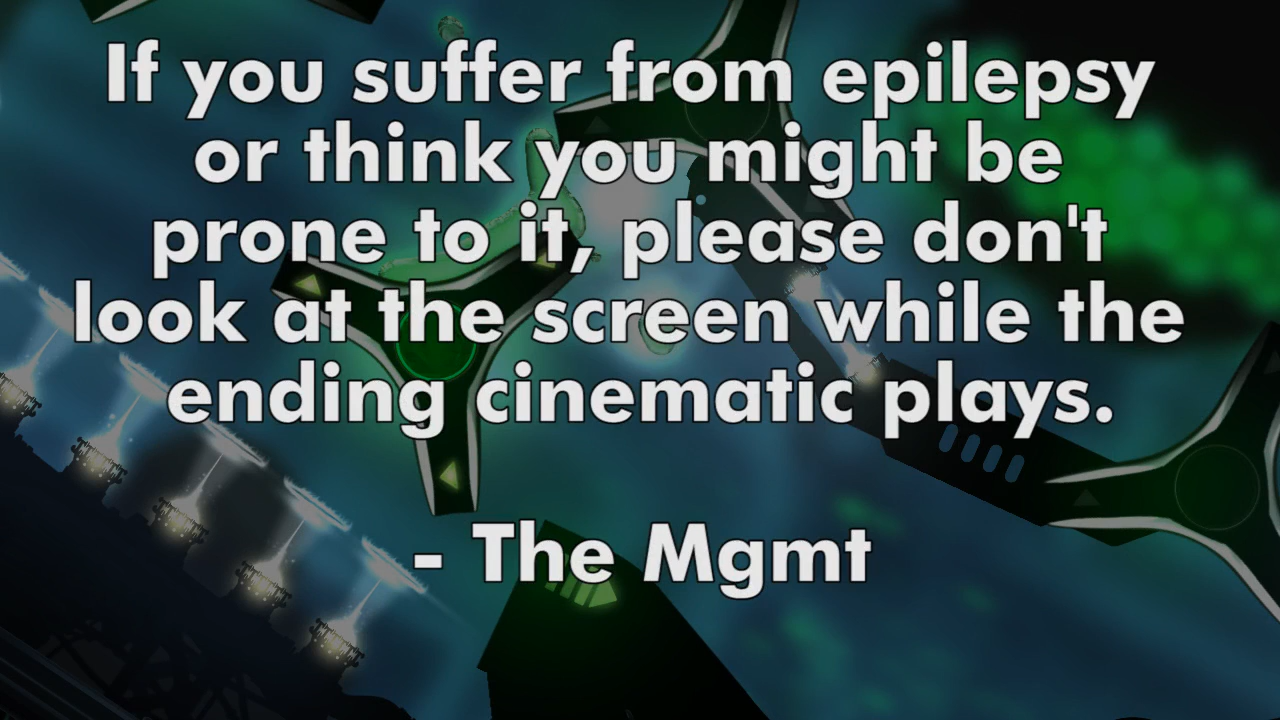 If you suffer from epilepsy
or think you might be
prone to it, please don't
look at the screen while the
ending cinematic plays.
- The Mgmt